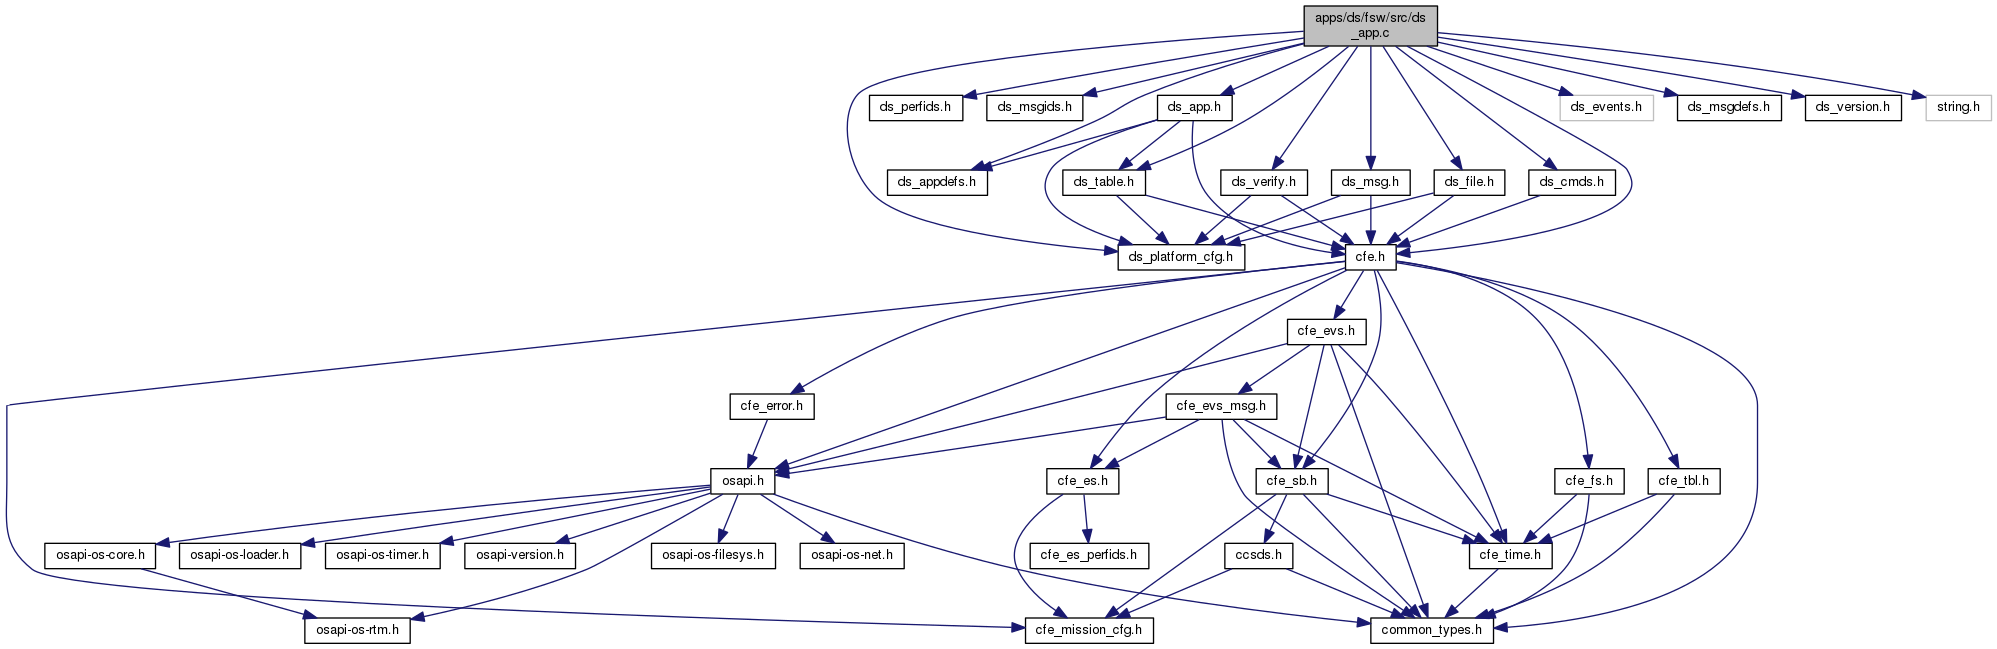 apps/ds/fsw/src/ds
_app.c
ds_perfids.h
ds_msgids.h
ds_app.h
ds_events.h
ds_msgdefs.h
ds_version.h
string.h
ds_appdefs.h
ds_table.h
ds_verify.h
ds_msg.h
ds_file.h
ds_cmds.h
ds_platform_cfg.h
cfe.h
cfe_evs.h
cfe_error.h
cfe_evs_msg.h
osapi.h
cfe_es.h
cfe_sb.h
cfe_fs.h
cfe_tbl.h
osapi-os-core.h
osapi-os-loader.h
osapi-os-timer.h
osapi-version.h
osapi-os-filesys.h
osapi-os-net.h
cfe_es_perfids.h
ccsds.h
cfe_time.h
osapi-os-rtm.h
cfe_mission_cfg.h
common_types.h